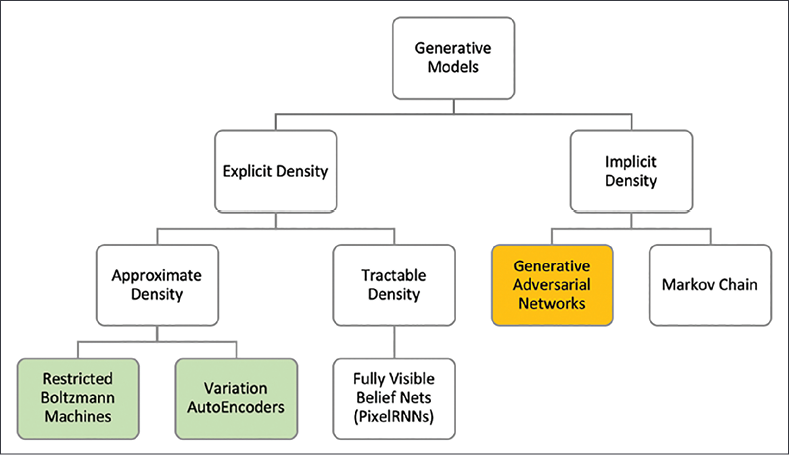 Generative
Models
Explicit Density
Implicit
Density
Approximate
Density
Tractable
Density
Generative
Adversarial
Networks
Markov Chain
Restricted
Boltzmann
Machines
Variation
AutoEncoders
Fully Visible
Belief Nets
(PixelRNNs)